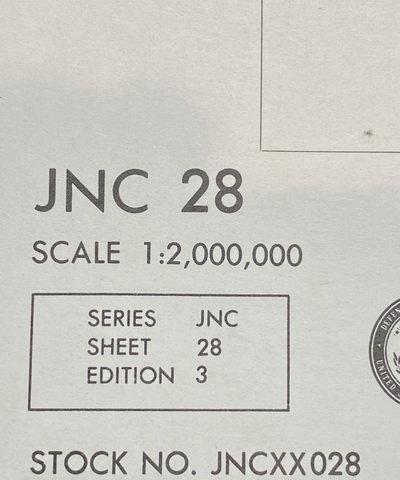 JNC 28
SCALE 1:2,000,000
SERIES JNC
SHEET 28
EDITION 3
STOCK NO. JNCXX028